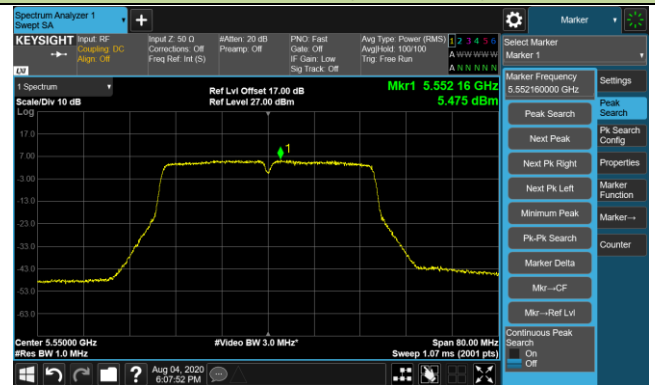 Spectrum Analyzer 1
Swept SA
Marker
KEYSIGHT
Input: RF
Coupling: DC
Align: Off
Input Z: 50 Ω
Corrections: Off
Freq Ref: Int (S)
#Atten: 20 dB
Preamp: Off
PNO: Fast
Gate: Off
IF Gain: Low
Sig Track: Off
Avg Type: Power (RMS)
Avg|Hold: 100/100
Trig: Free Run
1 2 3 4 5 6
A W W W W W
A N N N N N
LXI
Select Marker
Marker 1
1 Spectrum
Scale/Div 10 dB
Ref Lvl Offset 17.00 dB
Ref Level 27.00 dBm
Mkr1 5.552 16 GHz
5.475 dBm
Log
17.0
7.00
-3.00
-13.0
-23.0
-33.0
-43.0
-53.0
-63.0
1
Center 5.55000 GHz
#Res BW 1.0 MHz
#Video BW 3.0 MHz*
Span 80.00 MHz
Sweep 1.07 ms (2001 pts)
Marker Frequency
5.552160000 GHz
Peak Search
Next Peak
Next Pk Right
Next Pk Left
Minimum Peak
Pk-Pk Search
Marker Delta
Mkr→CF
Mkr→Ref Lvl
Continuous Peak
Search
On
Off
Settings
Peak
Search
Pk Search
Config
Properties
Marker
Function
Marker→
Counter
?
Aug 04, 2020
6:07:52 PM